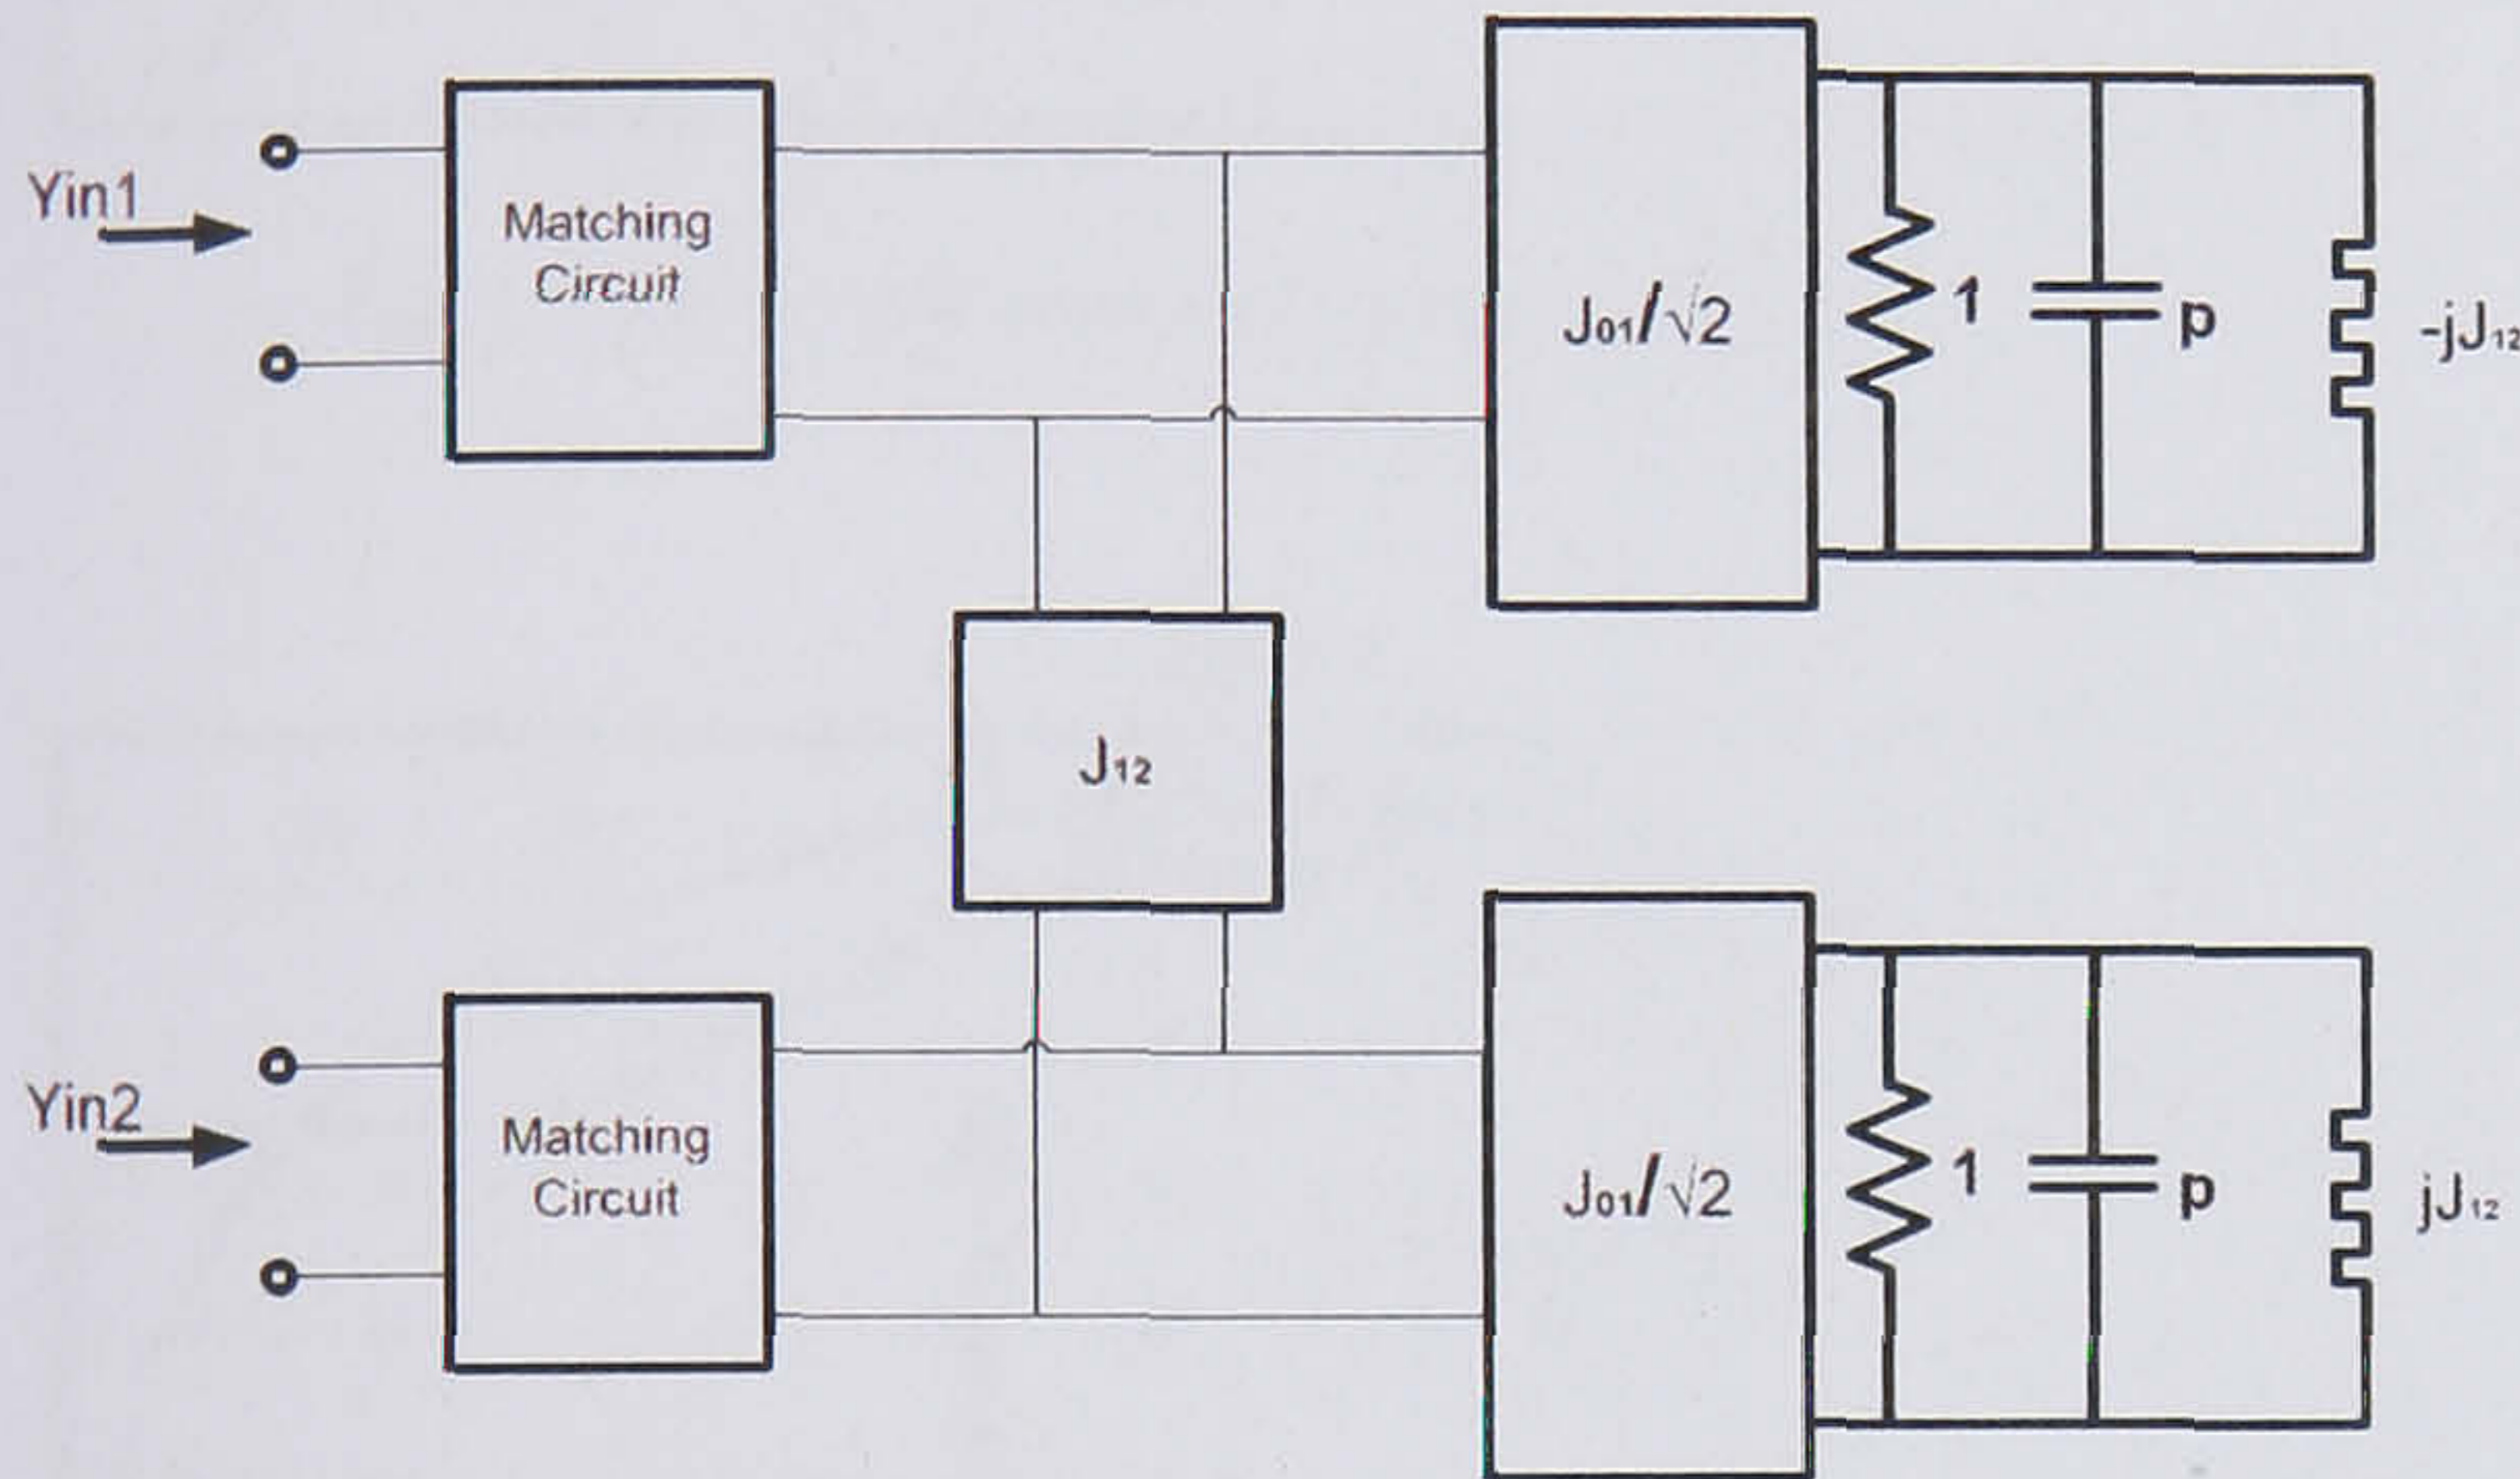 Yin1
Matching
Circuit
J₀₁/√2
1
p
-jJ₁₂
J₁₂
Yin2
Matching
Circuit
J₀₁/√2
1
p
jJ₁₂